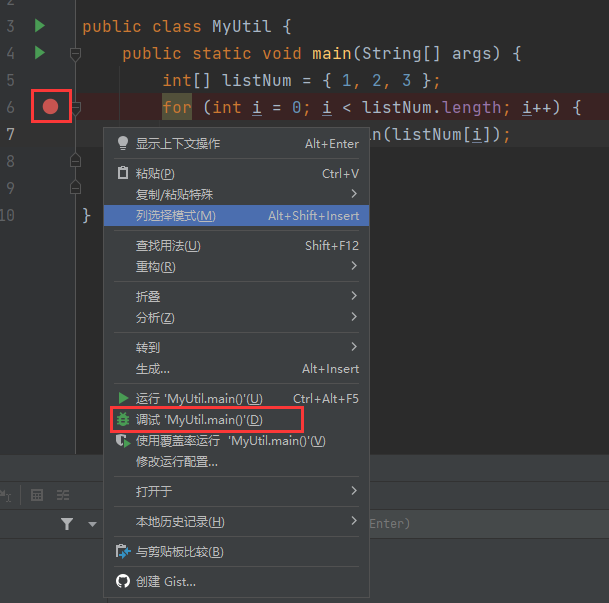 2
3 public class MyUtil {
4 public static void main(String[] args) {
5 int[] listNum = { 1, 2, 3 };
6 for (int i = 0; i < listNum.length; i++) {
7 n(listNum[i]);
8
9
10 }
显示上下文操作 Alt+Enter
粘贴(P) Ctrl+V
复制/粘贴特殊
列选择模式(M) Alt+Shift+Insert
查找用法(U) Shift+F12
重构(R)
折叠
分析(Z)
转到
生成... Alt+Insert
运行 'MyUtil.main()'(U) Ctrl+Alt+F5
调试 'MyUtil.main()'(D)
使用覆盖率运行 'MyUtil.main()'(V)
修改运行配置...
打开于
Enter)
本地历史记录(H)
与剪贴板比较(B)
创建 Gist...